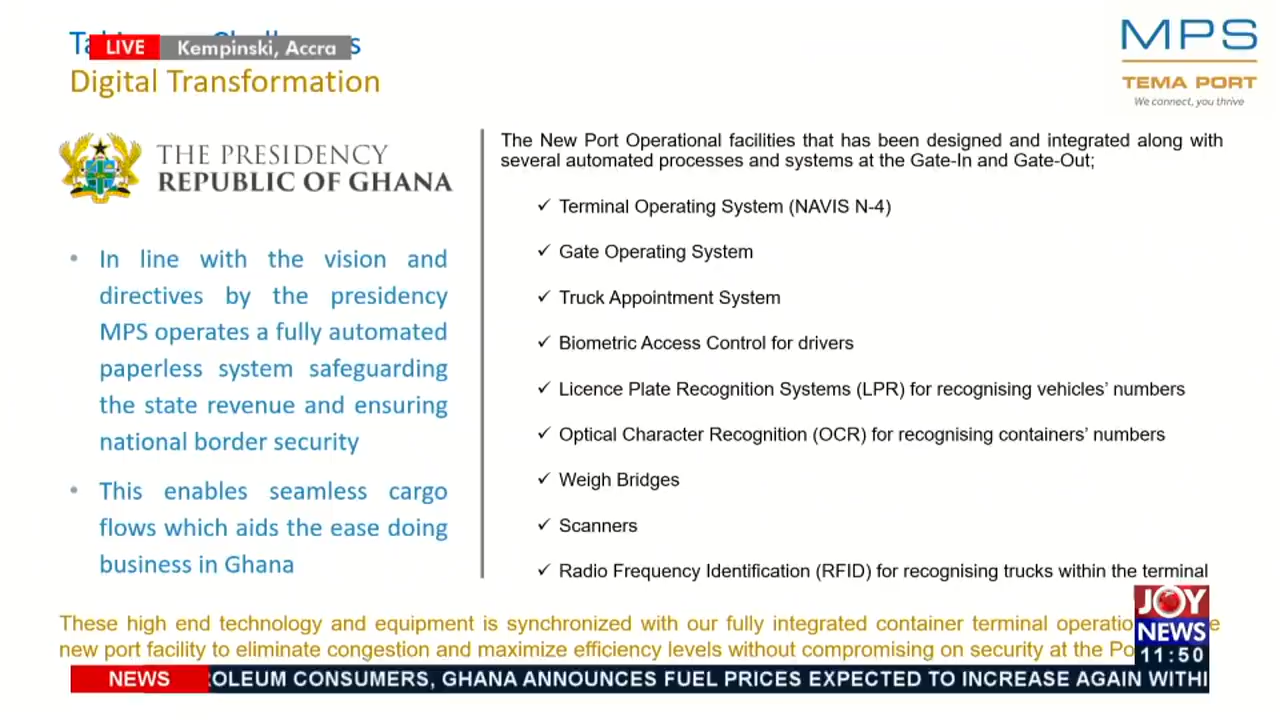 LIVE
Kempinski, Accra
Digital Transformation
MPS
TEMA PORT
We connect, you thrive
THE PRESIDENCY
REPUBLIC OF GHANA
• In line with the vision and
directives by the presidency
MPS operates a fully automated
paperless system safeguarding
the state revenue and ensuring
national border security
• This enables seamless cargo
flows which aids the ease doing
business in Ghana
The New Port Operational facilities that has been designed and integrated along with
several automated processes and systems at the Gate-In and Gate-Out;
✓ Terminal Operating System (NAVIS N-4)
✓ Gate Operating System
✓ Truck Appointment System
✓ Biometric Access Control for drivers
✓ Licence Plate Recognition Systems (LPR) for recognising vehicles' numbers
✓ Optical Character Recognition (OCR) for recognising containers' numbers
✓ Weigh Bridges
✓ Scanners
✓ Radio Frequency Identification (RFID) for recognising trucks within the terminal
These high end technology and equipment is synchronized with our fully integrated container terminal
new port facility to eliminate congestion and maximize efficiency levels without compromising on security at the
JOY
NEWS
11:50
NEWS
OLEUM CONSUMERS, GHANA ANNOUNCES FUEL PRICES EXPECTED TO INCREASE AGAIN WITHI